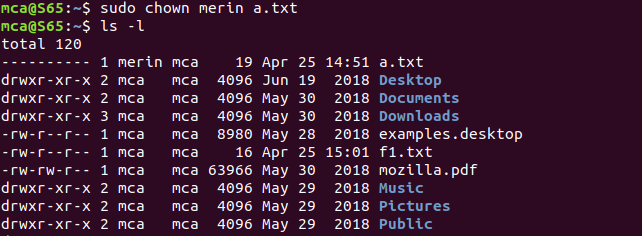 mca@S65:~$ sudo chown merin a.txt
mca@S65:~$ ls -l
total 120
---------- 1 merin mca    19 Apr 25 14:51 a.txt
drwxr-xr-x 2 mca   mca  4096 Jun 19  2018 Desktop
drwxr-xr-x 2 mca   mca  4096 May 30  2018 Documents
drwxr-xr-x 3 mca   mca  4096 May 30  2018 Downloads
-rw-r--r-- 1 mca   mca  8980 May 28  2018 examples.desktop
-rw-r--r-- 1 mca   mca    16 Apr 25 15:01 f1.txt
-rw-rw-r-- 1 mca   mca 63966 May 30  2018 mozilla.pdf
drwxr-xr-x 2 mca   mca  4096 May 29  2018 Music
drwxr-xr-x 2 mca   mca  4096 May 29  2018 Pictures
drwxr-xr-x 2 mca   mca  4096 May 29  2018 Public